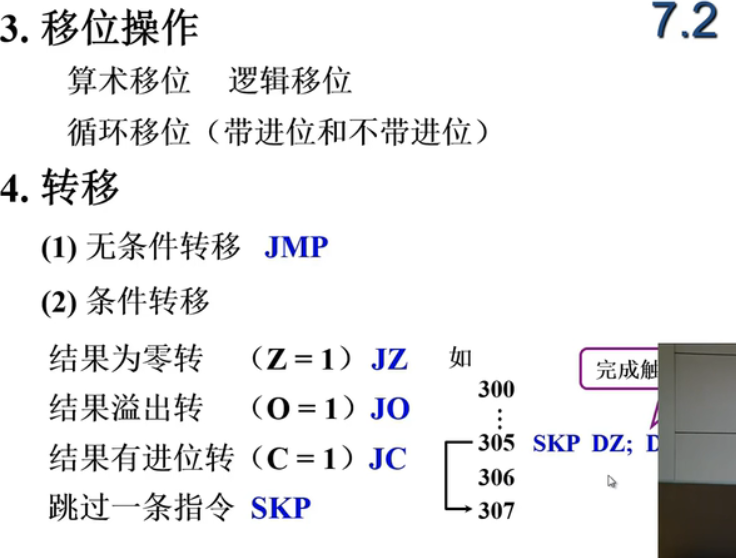 3. 移位操作
7.2
算术移位 逻辑移位
循环移位（带进位和不带进位）
4. 转移
(1) 无条件转移 JMP
(2) 条件转移
结果为零转 （Z = 1）JZ
结果溢出转 （O = 1）JO
结果有进位转（C = 1）JC
跳过一条指令 SKP
如
完成触
300
⋮
305 SKP DZ; D
306
307